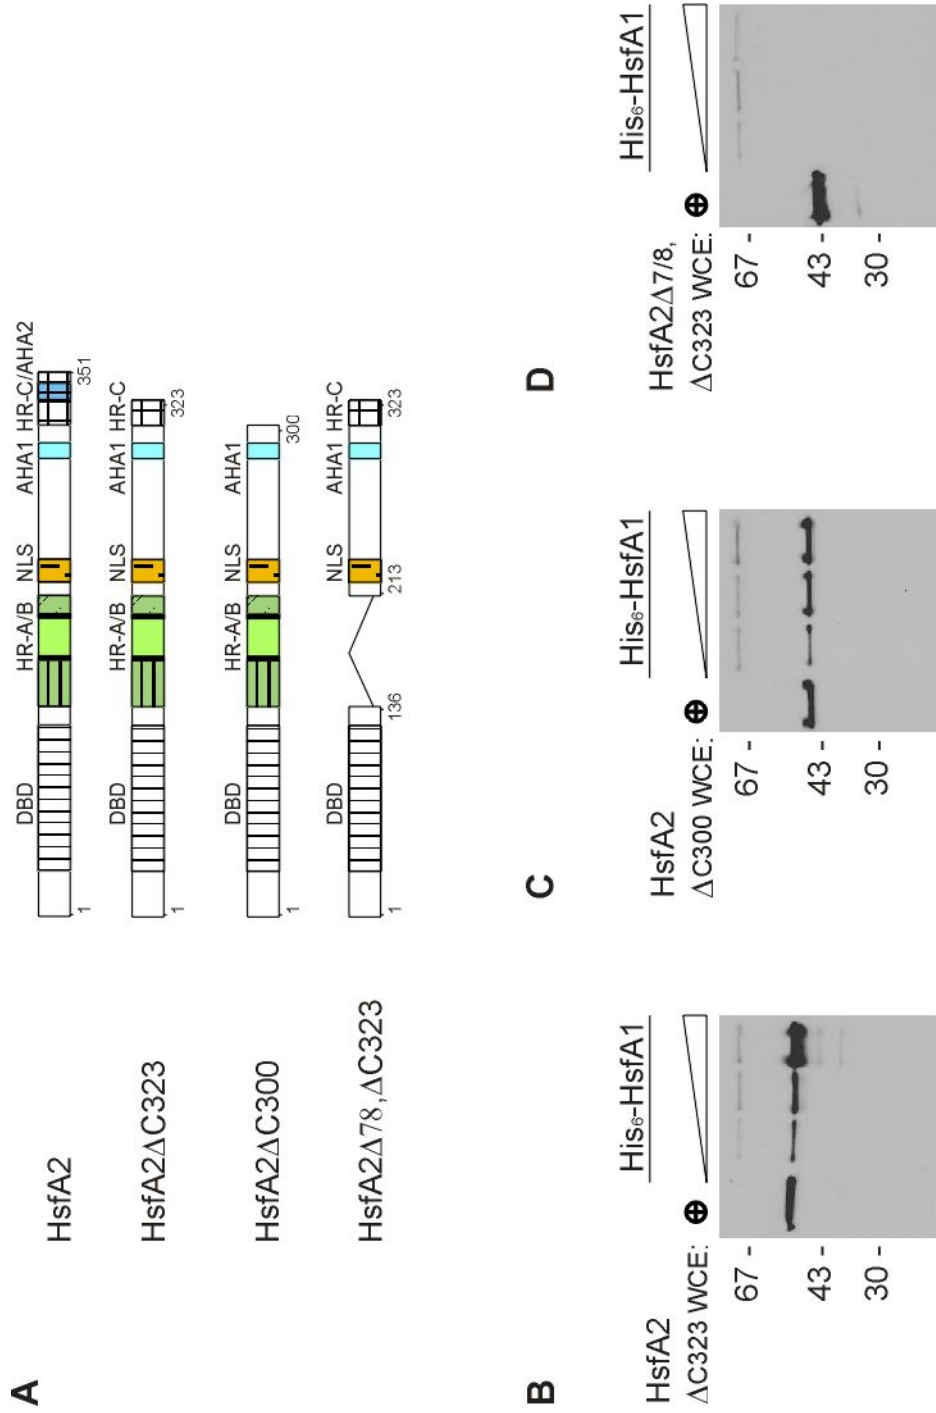 A
HsfA2
DBD HR-A/B NLS AHA1 HR-C/AHA2
1 351
HsfA2ΔC323
DBD HR-A/B NLS AHA1 HR-C
1 323
HsfA2ΔC300
DBD HR-A/B NLS AHA1
1 300
HsfA2Δ78,ΔC323
DBD NLS AHA1 HR-C
1 136 213 323
B
HsfA2
ΔC323 WCE: ⊕
His₆-HsfA1
67 -
43 -
30 -
C
HsfA2
ΔC300 WCE: ⊕
His₆-HsfA1
67 -
43 -
30 -
D
HsfA2Δ7/8,
ΔC323 WCE: ⊕
His₆-HsfA1
67 -
43 -
30 -